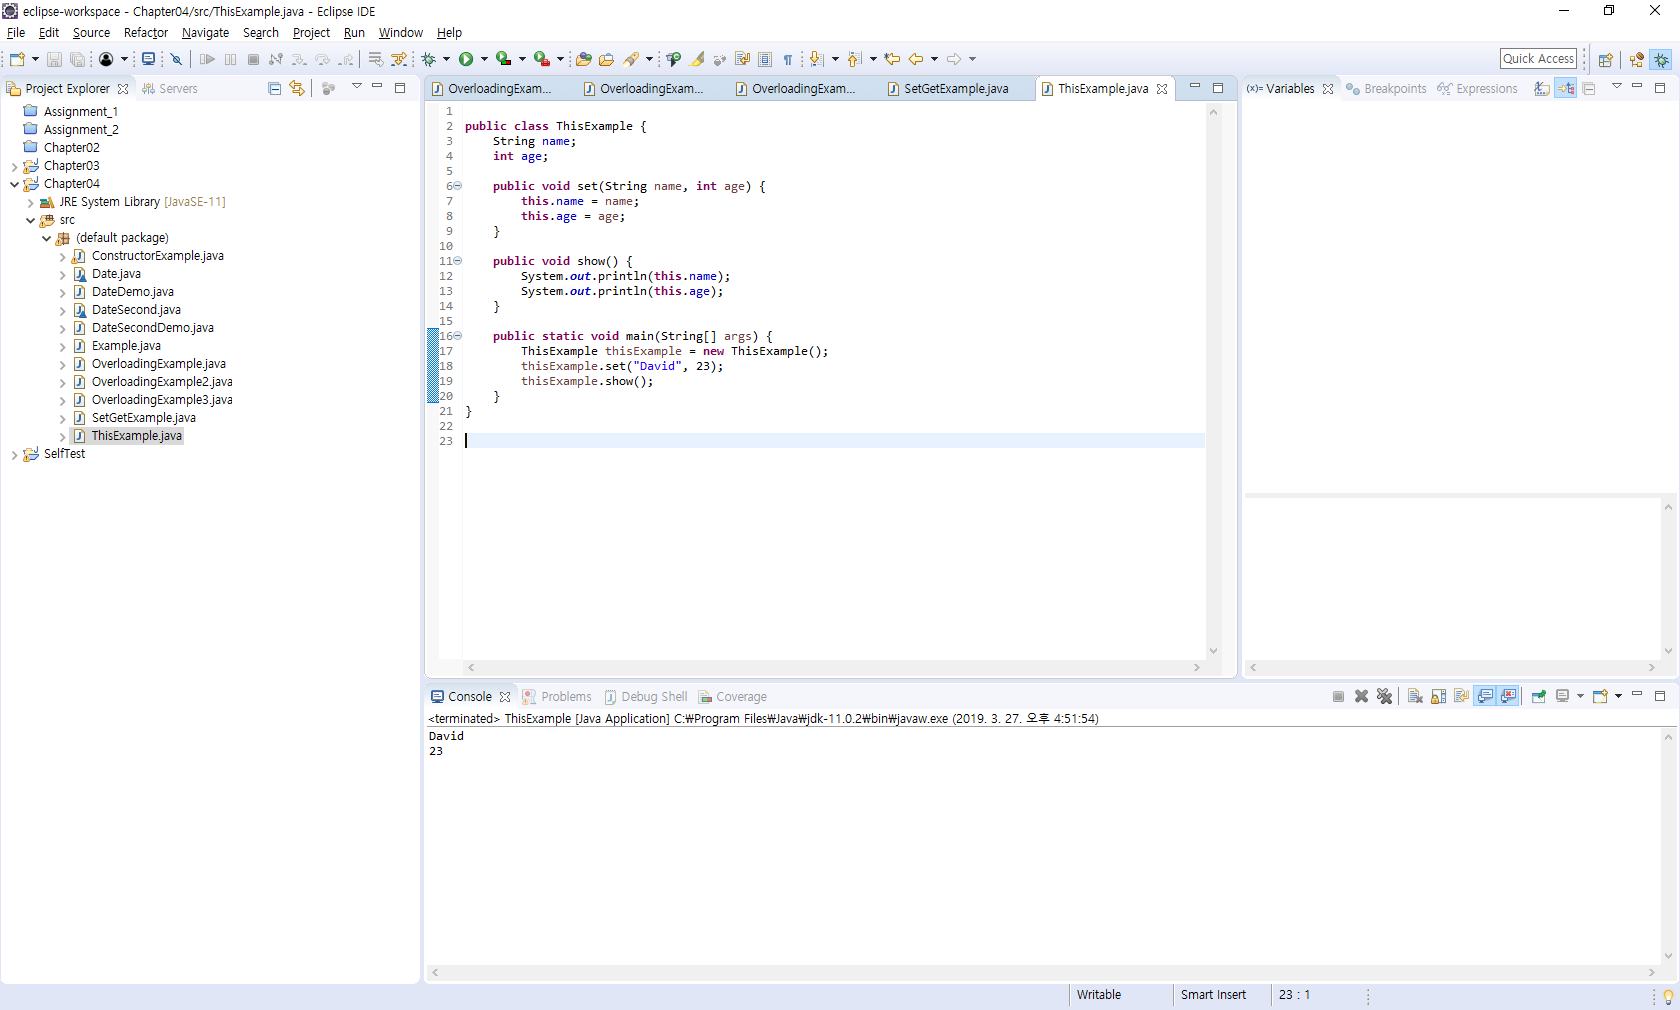 eclipse-workspace - Chapter04/src/ThisExample.java - Eclipse IDE
File Edit Source Refactor Navigate Search Project Run Window Help
Quick Access
Project Explorer Servers
Assignment_1
Assignment_2
Chapter02
Chapter03
Chapter04
JRE System Library [JavaSE-11]
src
(default package)
ConstructorExample.java
Date.java
DateDemo.java
DateSecond.java
DateSecondDemo.java
Example.java
OverloadingExample.java
OverloadingExample2.java
OverloadingExample3.java
SetGetExample.java
ThisExample.java
SelfTest
OverloadingExam... OverloadingExam... OverloadingExam... SetGetExample.java ThisExample.java
1
2 public class ThisExample {
3 String name;
4 int age;
5
6 public void set(String name, int age) {
7 this.name = name;
8 this.age = age;
9 }
10
11 public void show() {
12 System.out.println(this.name);
13 System.out.println(this.age);
14 }
15
16 public static void main(String[] args) {
17 ThisExample thisExample = new ThisExample();
18 thisExample.set("David", 23);
19 thisExample.show();
20 }
21 }
22
23
(x)= Variables Breakpoints Expressions
Console Problems Debug Shell Coverage
<terminated> ThisExample [Java Application] C:₩Program Files₩Java₩jdk-11.0.2₩bin₩javaw.exe (2019. 3. 27. 오후 4:51:54)
David
23
Writable Smart Insert 23 : 1